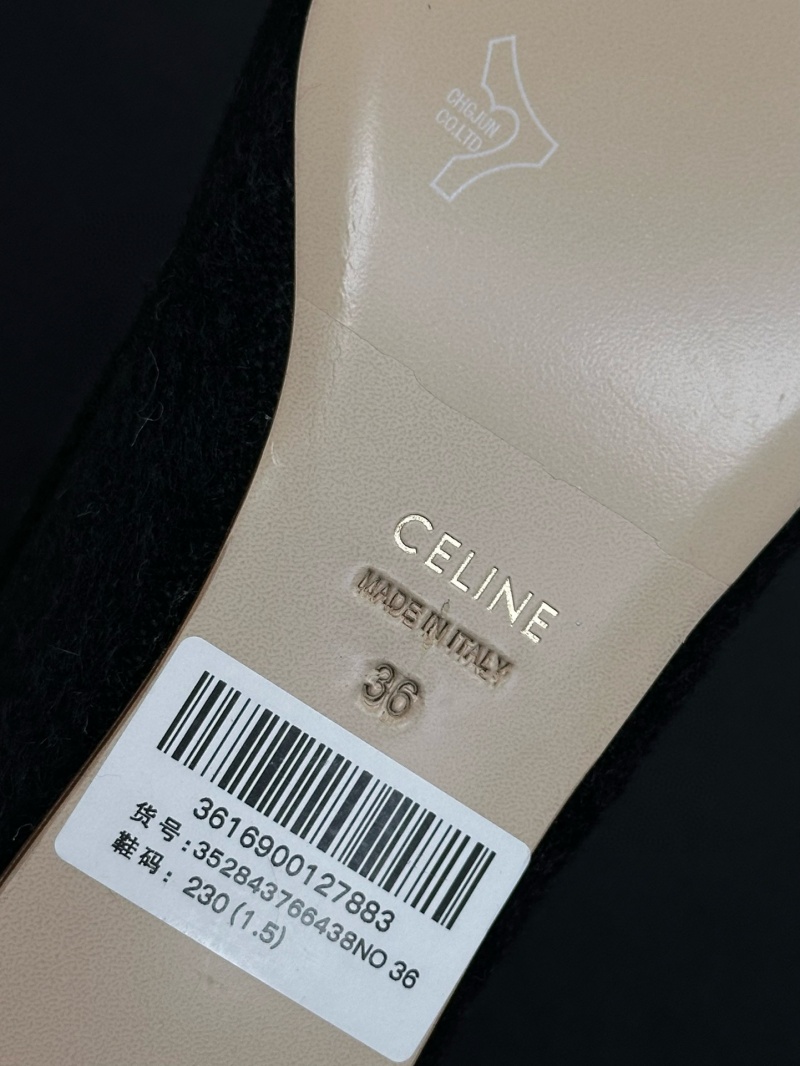 CHGJUN
CO.LTD
CELINE
MADE IN ITALY
36
3616900127883
货号:352843766438NO 36
鞋码: 230(1.5)